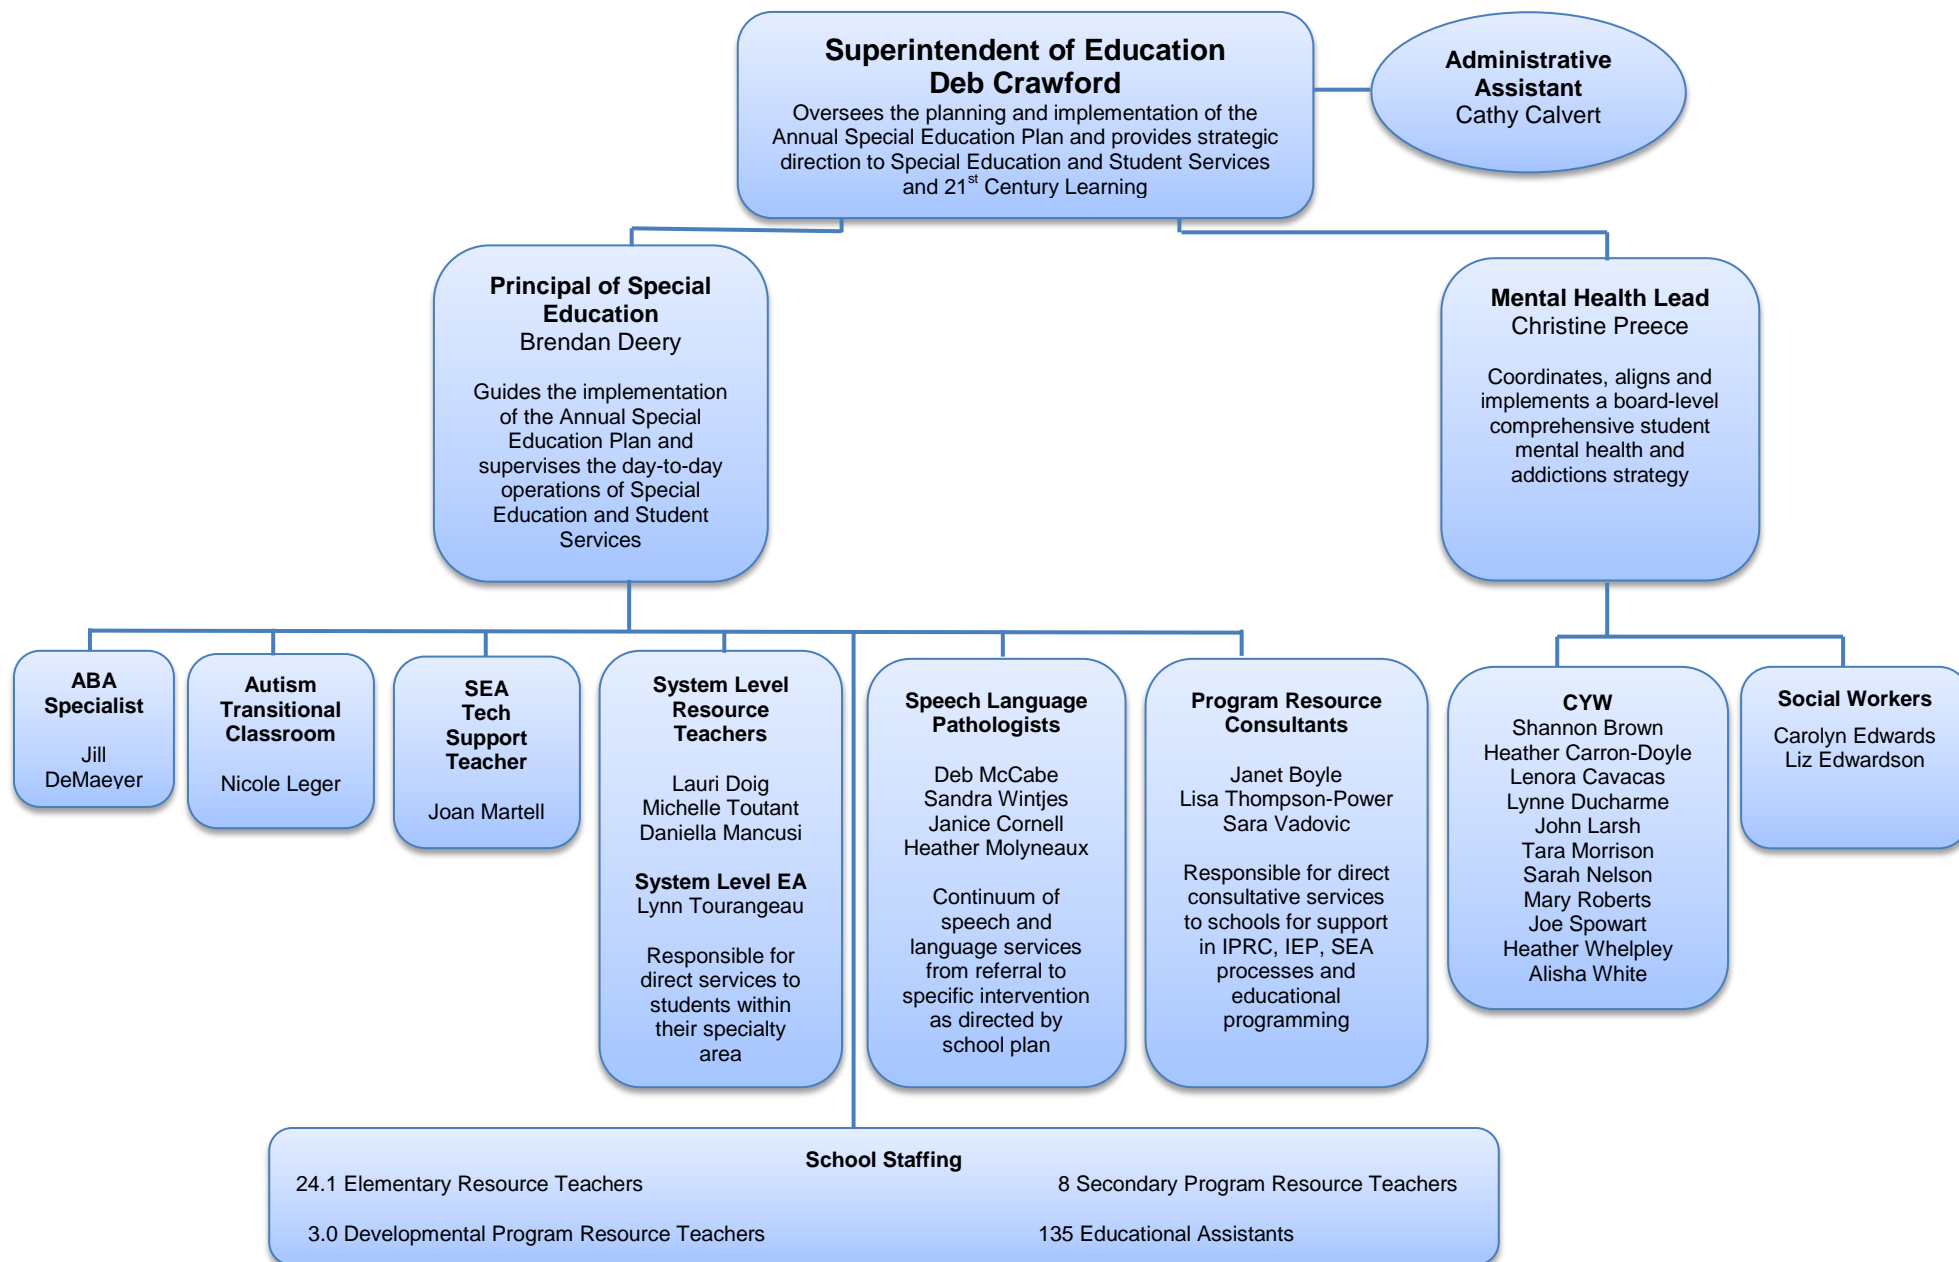 Superintendent of Education
Deb Crawford
Oversees the planning and implementation of the
Annual Special Education Plan and provides strategic
direction to Special Education and Student Services
and 21st Century Learning
Administrative
Assistant
Cathy Calvert
Principal of Special
Education
Brendan Deery
Guides the implementation
of the Annual Special
Education Plan and
supervises the day-to-day
operations of Special
Education and Student
Services
Mental Health Lead
Christine Preece
Coordinates, aligns and
implements a board-level
comprehensive student
mental health and
addictions strategy
ABA
Specialist
Jill
DeMaeyer
Autism
Transitional
Classroom
Nicole Leger
SEA
Tech
Support
Teacher
Joan Martell
System Level
Resource
Teachers
Lauri Doig
Michelle Toutant
Daniella Mancusi
System Level EA
Lynn Tourangeau
Responsible for
direct services to
students within
their specialty
area
Speech Language
Pathologists
Deb McCabe
Sandra Wintjes
Janice Cornell
Heather Molyneaux
Continuum of
speech and
language services
from referral to
specific intervention
as directed by
school plan
Program Resource
Consultants
Janet Boyle
Lisa Thompson-Power
Sara Vadovic
Responsible for direct
consultative services
to schools for support
in IPRC, IEP, SEA
processes and
educational
programming
CYW
Shannon Brown
Heather Carron-Doyle
Lenora Cavacas
Lynne Ducharme
John Larsh
Tara Morrison
Sarah Nelson
Mary Roberts
Joe Spowart
Heather Whelpley
Alisha White
Social Workers
Carolyn Edwards
Liz Edwardson
School Staffing
24.1 Elementary Resource Teachers
8 Secondary Program Resource Teachers
3.0 Developmental Program Resource Teachers
135 Educational Assistants